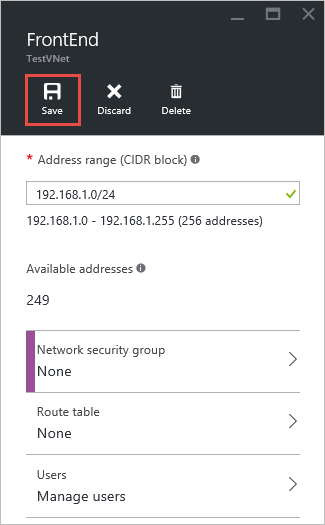 FrontEnd
TestVNet
Save Discard Delete
* Address range (CIDR block)
192.168.1.0/24
192.168.1.0 - 192.168.1.255 (256 addresses)
Available addresses
249
Network security group
None
Route table
None
Users
Manage users